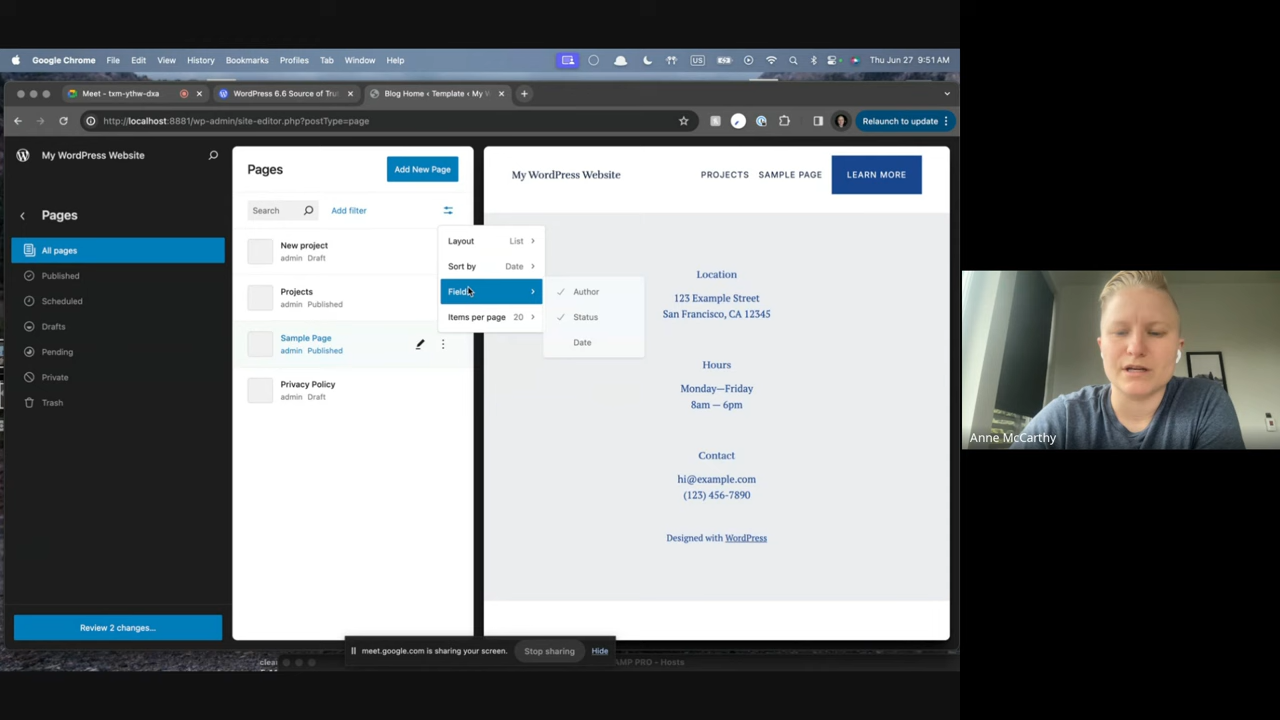 Google Chrome File Edit View History Bookmarks Profiles Tab Window Help US Thu Jun 27 9:51 AM
Meet – txm-ythw-dxa WordPress 6.6 Source of Tru Blog Home ‹ Template ‹ My W
http://localhost:8881/wp-admin/site-editor.php?postType=page Relaunch to update
My WordPress Website
Pages
All pages
Published
Scheduled
Drafts
Pending
Private
Trash
Review 2 changes...
Pages Add New Page
Search Add filter
New project
admin Draft
Projects
admin Published
Sample Page
admin Published
Privacy Policy
admin Draft
Layout List
Sort by Date
Fields
Items per page 20
Author
Status
Date
My WordPress Website PROJECTS SAMPLE PAGE LEARN MORE
Location
123 Example Street
San Francisco, CA 12345
Hours
Monday—Friday
8am — 6pm
Contact
hi@example.com
(123) 456-7890
Designed with WordPress
meet.google.com is sharing your screen. Stop sharing Hide
clea AMP PRO – Hosts
Anne McCarthy